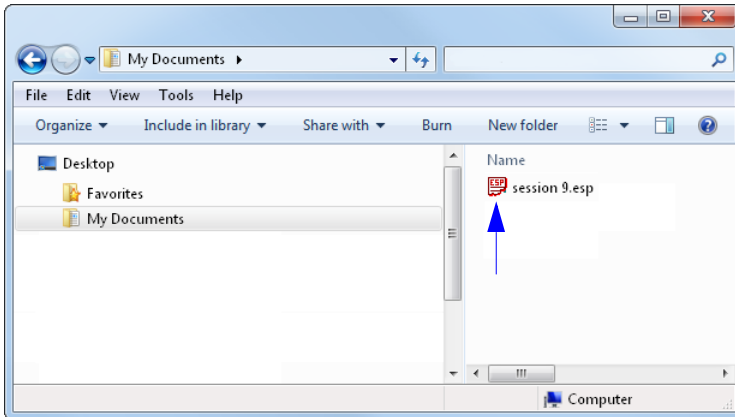 My Documents
File Edit View Tools Help
Organize Include in library Share with Burn New folder
Desktop
Favorites
My Documents
Name
ESP session 9.esp
Computer